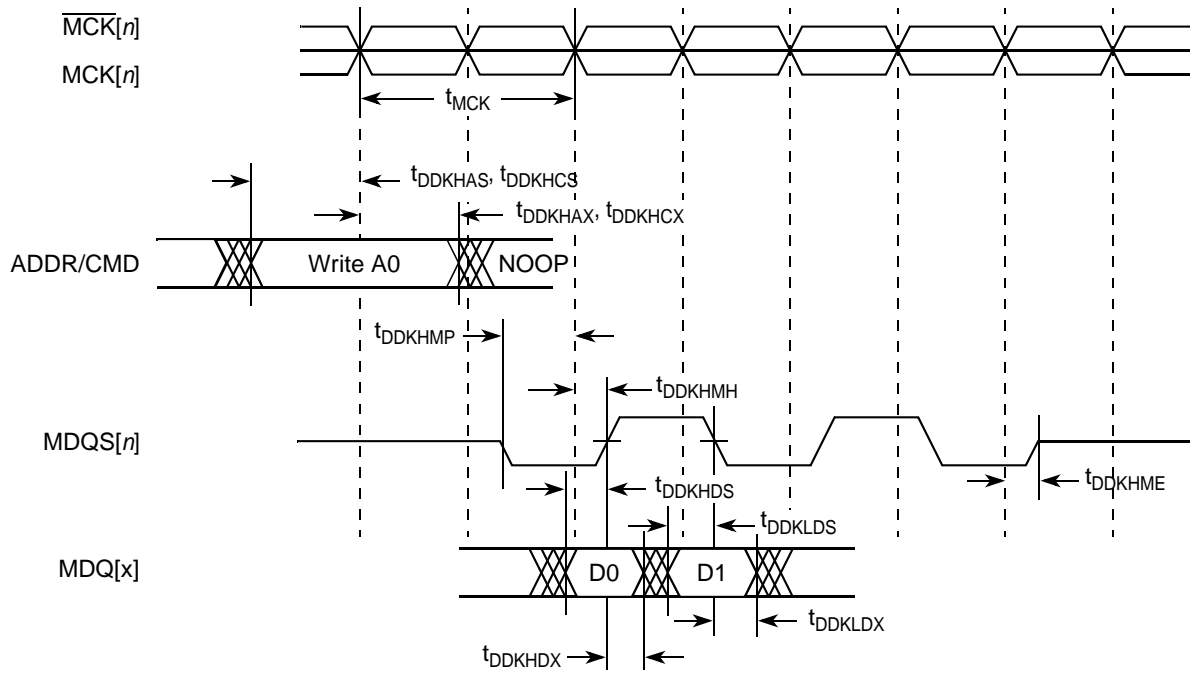 MCK[n]
MCK[n]
tMCK
tDDKHAS, tDDKHCS
tDDKHAX, tDDKHCX
ADDR/CMD
Write A0
NOOP
tDDKHMP
tDDKHMH
MDQS[n]
tDDKHME
tDDKHDS
tDDKLDS
MDQ[x]
D0
D1
tDDKLDX
tDDKHDX